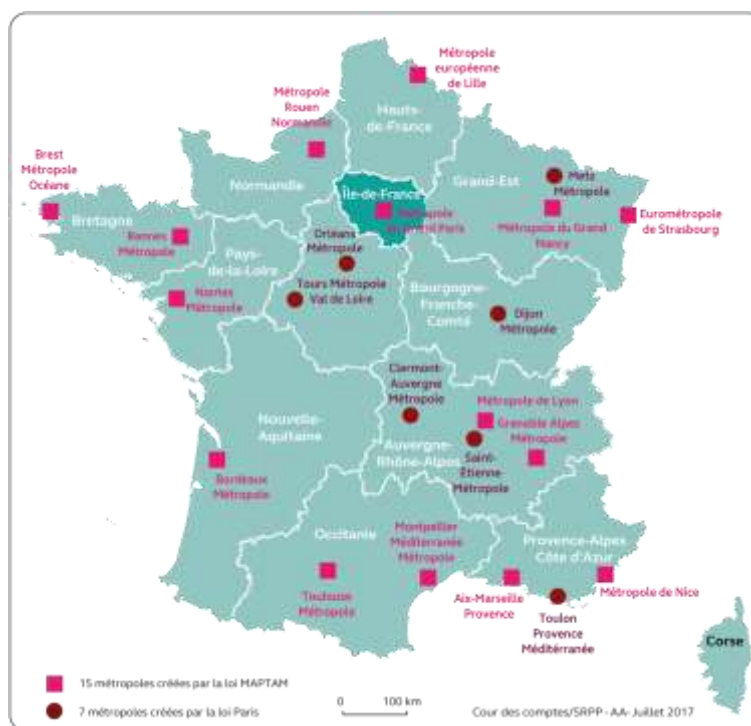 Métropole
européenne
de Lille
Métropole
Rouen
Normandie
Hauts-
de-France
Brest
Métropole
Océane
Normandie
Île-de-France
Grand-Est
Metz
Métropole
Bretagne
Rennes
Métropole
Métropole
Paris
Métropole du Grand
Nancy
Eurométropole
de Strasbourg
Orléans
Métropole
Pays-
de-la-Loire
Tours Métropole
Val de Loire
Nantes
Métropole
Bourgogne-
Franche-
Comté
Dijon
Métropole
Clermont-
Auvergne
Métropole
Métropole de Lyon
Grenoble Alpes
Métropole
Nouvelle-
Aquitaine
Auvergne-
Rhône-Alpes
Saint-
Étienne-
Métropole
Bordeaux
Métropole
Occitanie
Montpellier
Méditerranée
Métropole
Provence-Alpes
Côte d'Azur
Toulouse
Métropole
Aix-Marseille
Provence
Métropole de Nice
Toulon
Provence
Méditérranée
Corse
15 métropoles créées par la loi MAPTAM
7 métropoles créées par la loi Paris
0 100 km
Cour des comptes/SRPP - AA- Juillet 2017